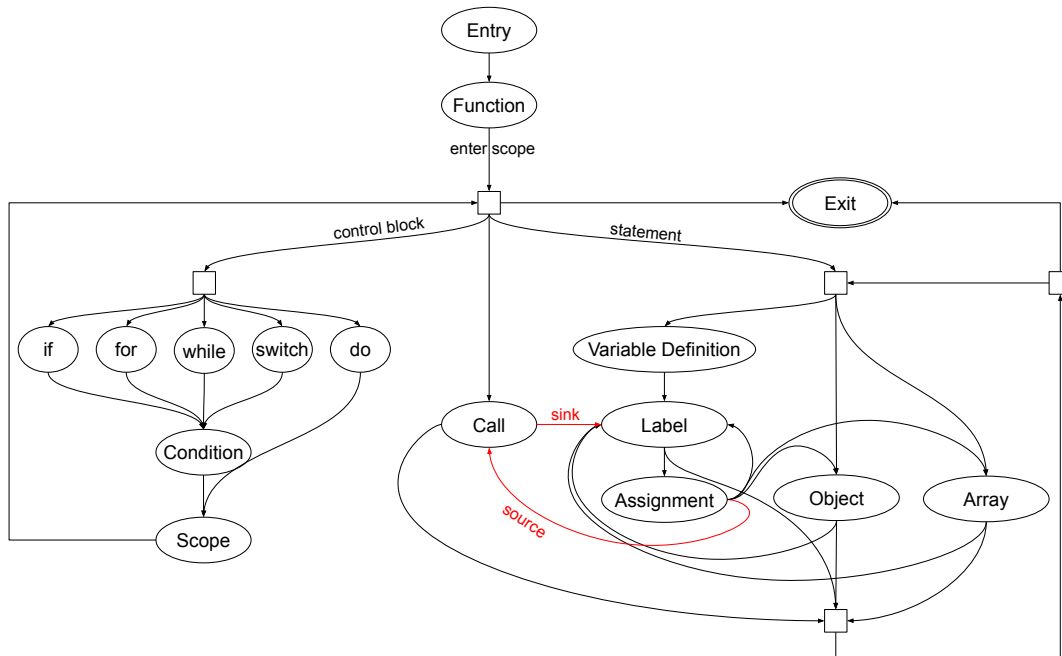 Entry
Function
enter scope
Exit
control block
statement
if
for
while
switch
do
Variable Definition
Call
sink
Label
Condition
Assignment
Object
Array
source
Scope